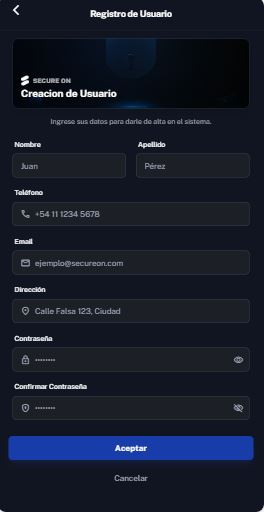 Registro de Usuario
SECURE ON
Creacion de Usuario
Ingrese sus datos para darle de alta en el sistema.
Nombre Apellido
Juan Pérez
Teléfono
+54 11 1234 5678
Email
ejemplo@secureon.com
Dirección
Calle Falsa 123, Ciudad
Contraseña
••••••••
Confirmar Contraseña
••••••••
Aceptar
Cancelar